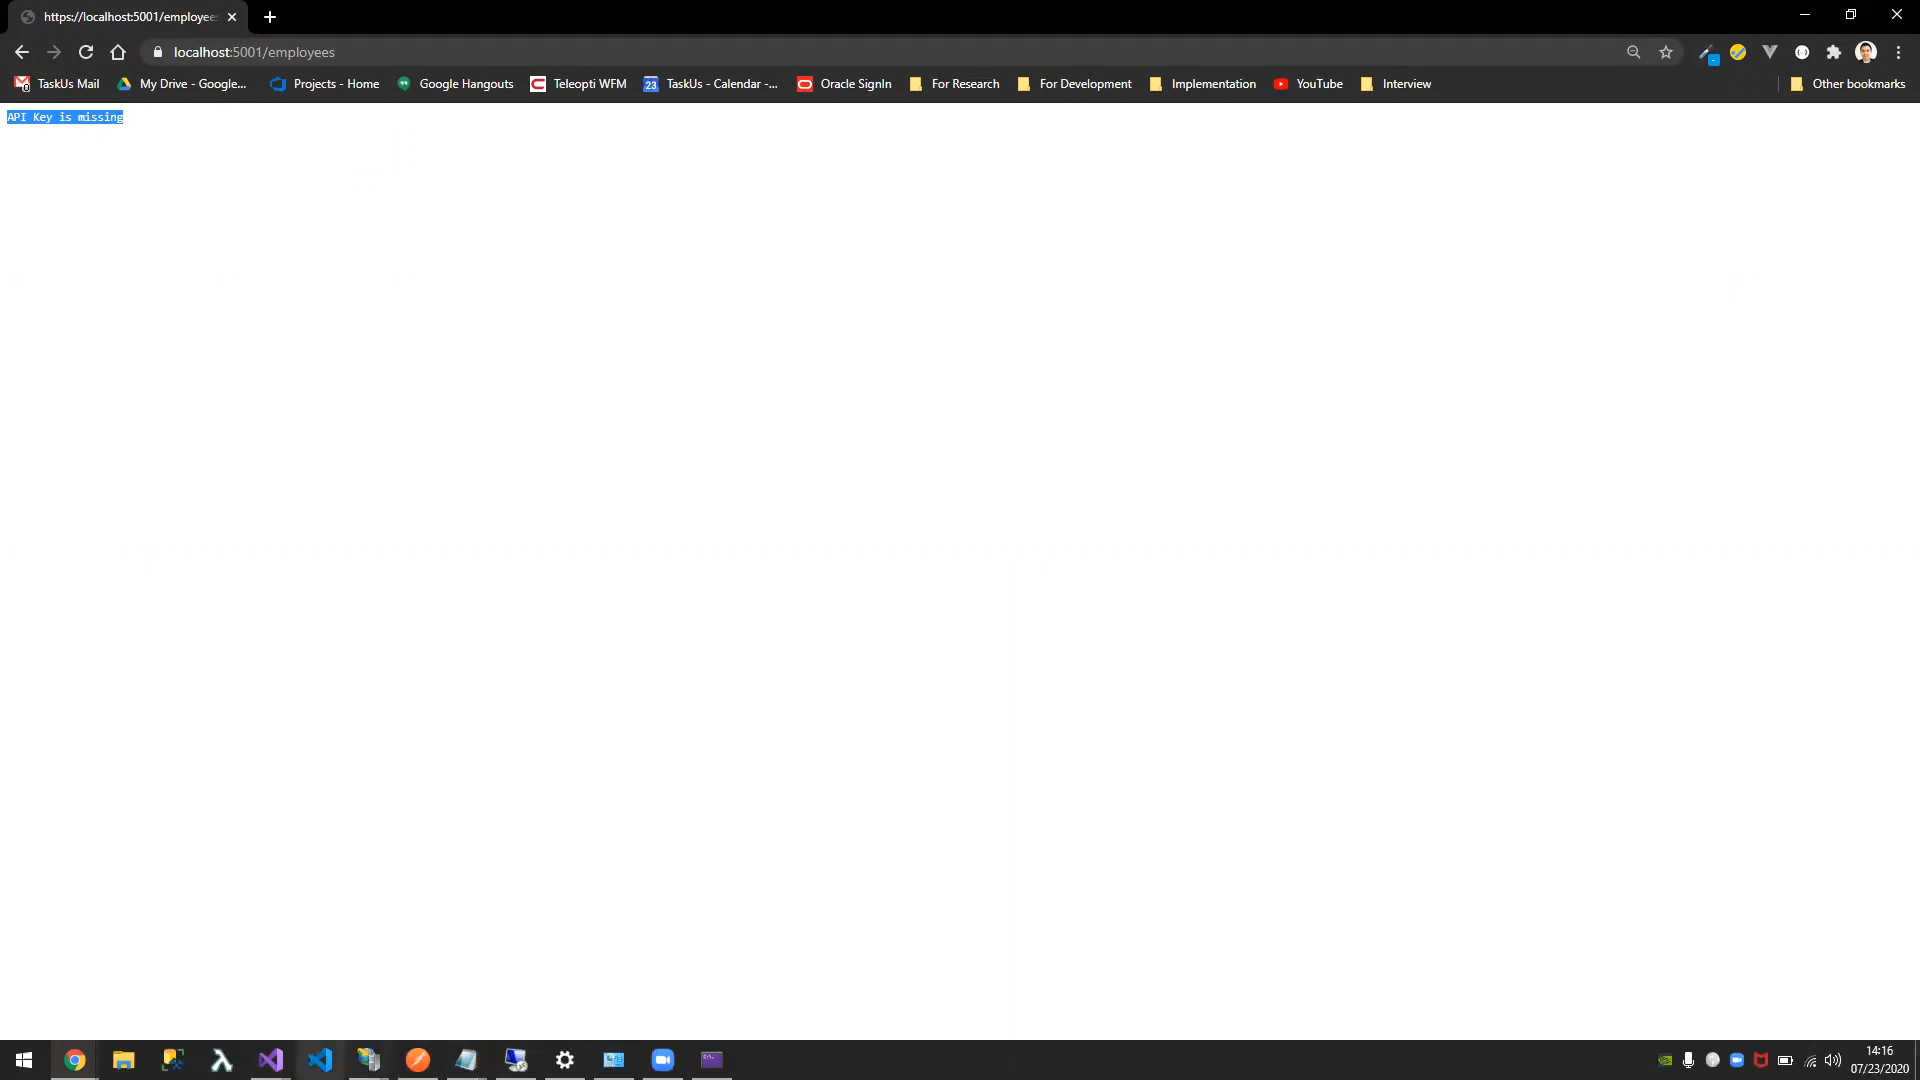 https://localhost:5001/employees
localhost:5001/employees
TaskUs Mail
My Drive - Google...
Projects - Home
Google Hangouts
Teleopti WFM
23
TaskUs - Calendar -...
Oracle SignIn
For Research
For Development
Implementation
YouTube
Interview
Other bookmarks
API Key is missing
14:16
07/23/2020